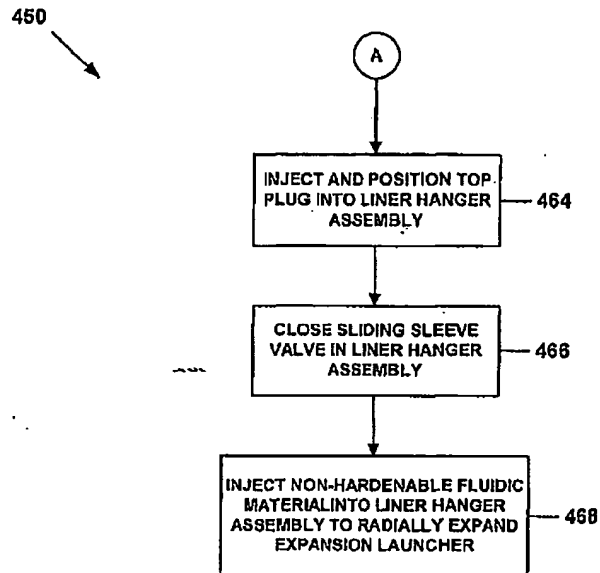 450
A
INJECT AND POSITION TOP
PLUG INTO LINER HANGER
ASSEMBLY
464
CLOSE SLIDING SLEEVE
VALVE IN LINER HANGER
ASSEMBLY
466
INJECT NON-HARDENABLE FLUIDIC
MATERIALINTO LINER HANGER
ASSEMBLY TO RADIALLY EXPAND
EXPANSION LAUNCHER
468